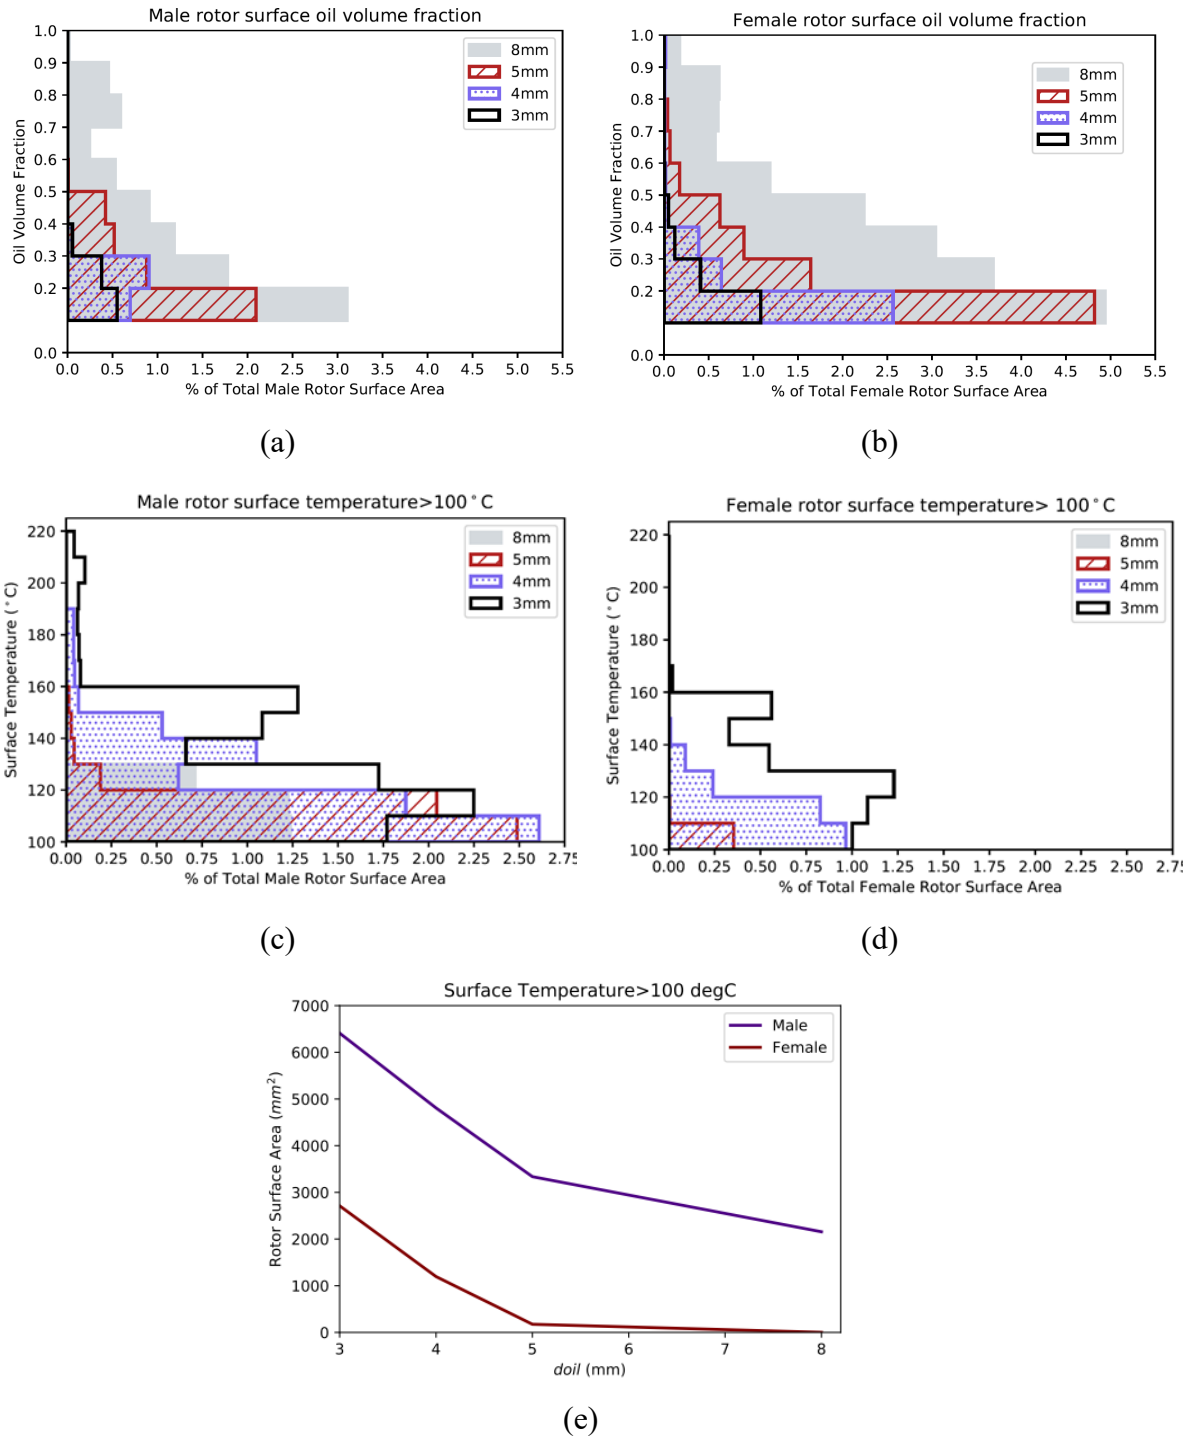 Male rotor surface oil volume fraction
1.0
0.9
0.8
0.7
0.6
0.5
0.4
0.3
0.2
0.0
Oil Volume Fraction
8mm
5mm
4mm
3mm
0.0 0.5 1.0 1.5 2.0 2.5 3.0 3.5 4.0 4.5 5.0 5.5
% of Total Male Rotor Surface Area
(a)
Female rotor surface oil volume fraction
1.0
0.9
0.8
0.7
0.6
0.5
0.4
0.3
0.2
0.0
Oil Volume Fraction
8mm
5mm
4mm
3mm
0.0 0.5 1.0 1.5 2.0 2.5 3.0 3.5 4.0 4.5 5.0 5.5
% of Total Female Rotor Surface Area
(b)
Male rotor surface temperature>100°C
220
200
180
160
140
120
100
Surface Temperature (°C)
8mm
5mm
4mm
3mm
0.00 0.25 0.50 0.75 1.00 1.25 1.50 1.75 2.00 2.25 2.50 2.75
% of Total Male Rotor Surface Area
(c)
Female rotor surface temperature> 100°C
220
200
180
160
140
120
100
Surface Temperature (°C)
8mm
5mm
4mm
3mm
0.00 0.25 0.50 0.75 1.00 1.25 1.50 1.75 2.00 2.25 2.50 2.75
% of Total Female Rotor Surface Area
(d)
Surface Temperature>100 degC
7000
6000
5000
4000
3000
2000
1000
0
Rotor Surface Area (mm²)
Male
Female
3 4 5 6 7 8
doil (mm)
(e)